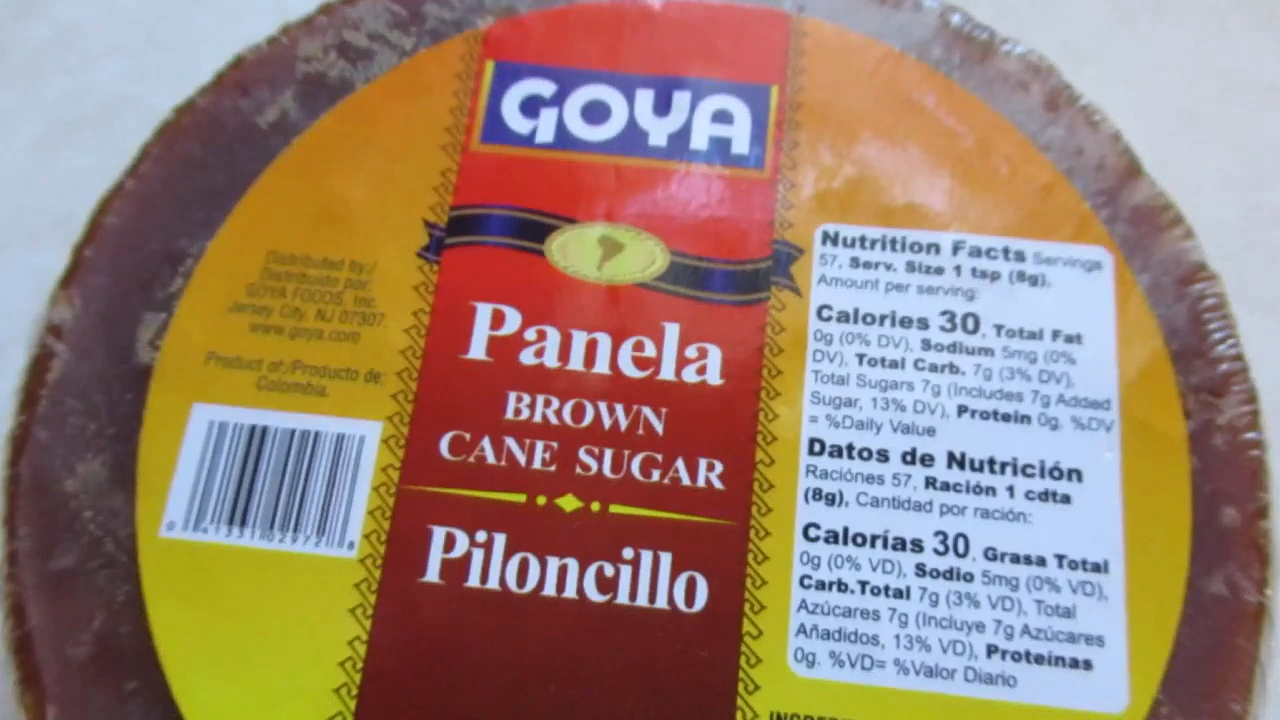 GOYA
Panela
BROWN
CANE SUGAR
Piloncillo
Distributed by:/
Distribuido por:
GOYA FOODS, Inc.
Jersey City, NJ 07307
www.goya.com
Product of:/Producto de:
Colombia.
0 41331 02972 8
Nutrition Facts Servings
57, Serv. Size 1 tsp (8g),
Amount per serving:
Calories 30, Total Fat
0g (0% DV), Sodium 5mg (0%
DV), Total Carb. 7g (3% DV),
Total Sugars 7g (Includes 7g Added
Sugar, 13% DV), Protein 0g. %DV
= %Daily Value
Datos de Nutrición
Raciónes 57, Ración 1 cdta
(8g), Cantidad por ración:
Calorías 30, Grasa Total
0g (0% VD), Sodio 5mg (0% VD),
Carb.Total 7g (3% VD), Total
Azúcares 7g (Incluye 7g Azúcares
Añadidos, 13% VD), Proteínas
0g. %VD= %Valor Diario